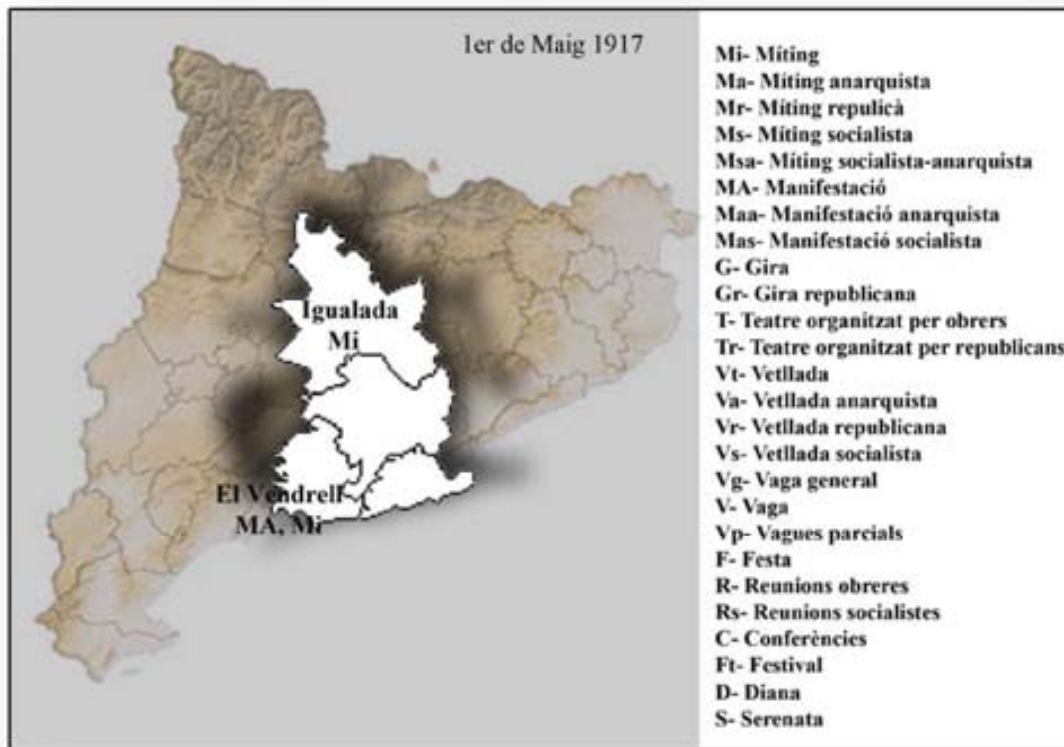 1er de Maig 1917
Igualada
Mi
El Vendrell
MA, Mi
Mi- Míting
Ma- Míting anarquista
Mr- Míting repulicà
Ms- Míting socialista
Msa- Míting socialista-anarquista
MA- Manifestació
Maa- Manifestació anarquista
Mas- Manifestació socialista
G- Gira
Gr- Gira republicana
T- Teatre organitzat per obrers
Tr- Teatre organitzat per republicans
Vt- Vetllada
Va- Vetllada anarquista
Vr- Vetllada republicana
Vs- Vetllada socialista
Vg- Vaga general
V- Vaga
Vp- Vagues parcials
F- Festa
R- Reunions obreres
Rs- Reunions socialistes
C- Conferències
Ft- Festival
D- Diana
S- Serenata